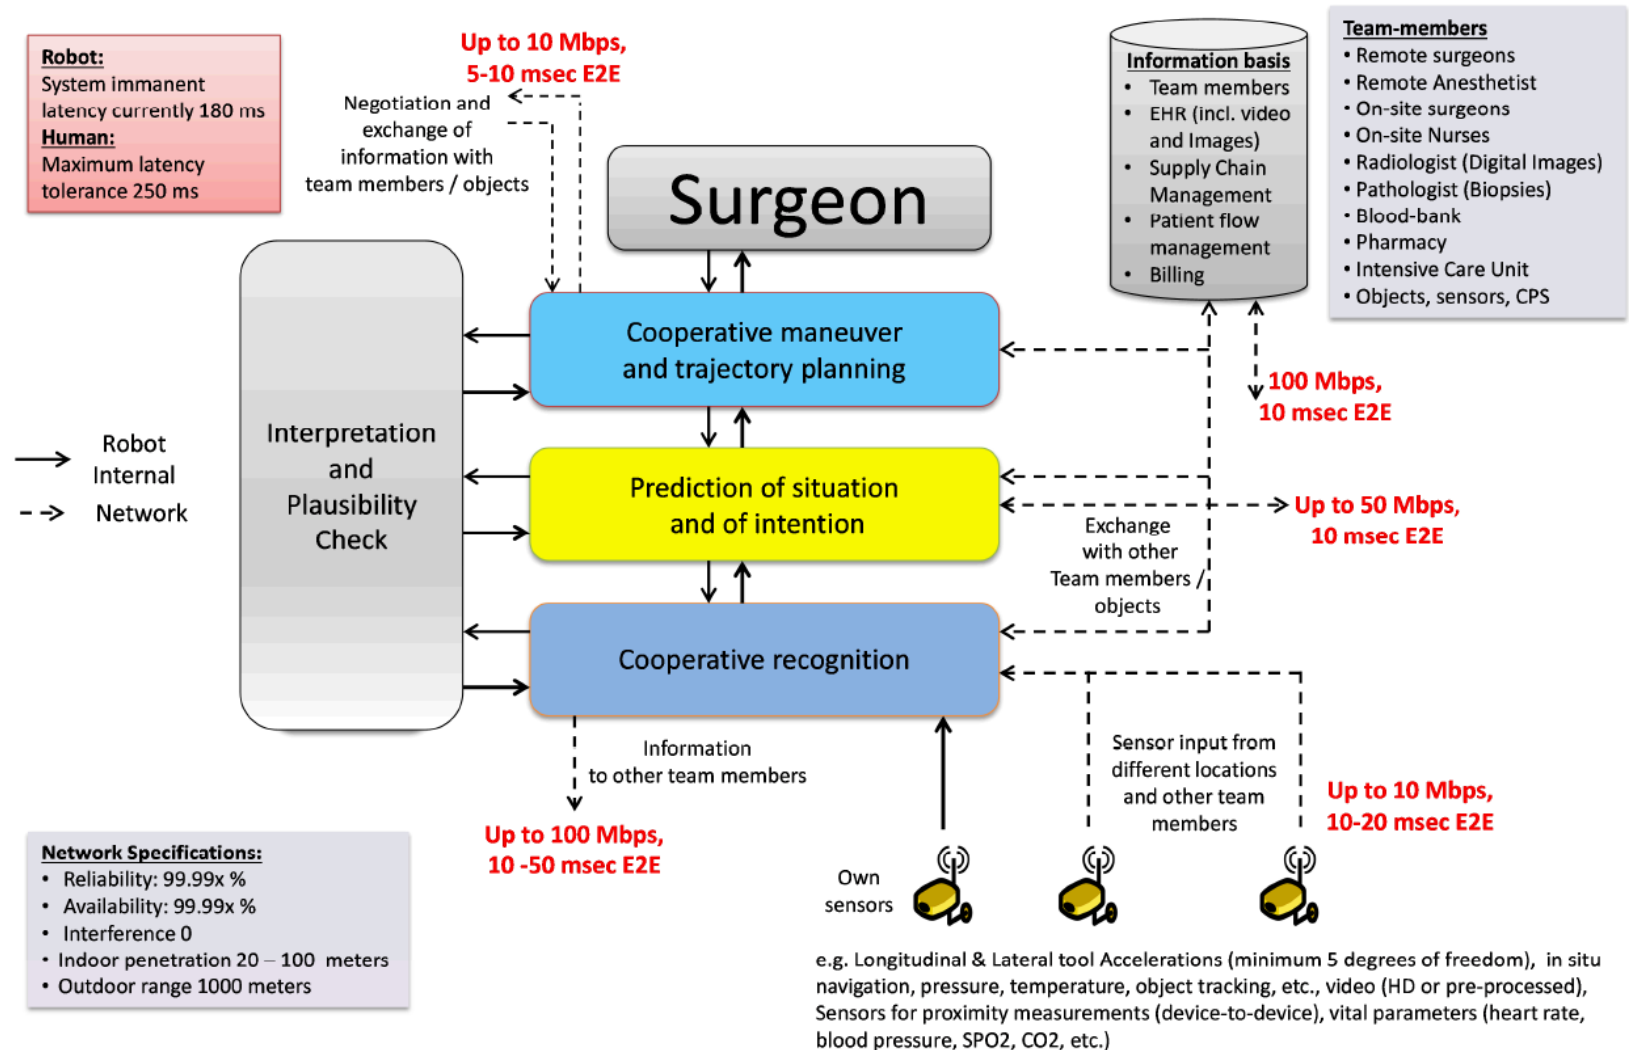 Robot:
System immanent
latency currently 180 ms
Human:
Maximum latency
tolerance 250 ms
Up to 10 Mbps,
5-10 msec E2E
Negotiation and
exchange of
information with
team members / objects
Surgeon
Information basis
• Team members
• EHR (incl. video
and Images)
• Supply Chain
Management
• Patient flow
management
• Billing
Team-members
• Remote surgeons
• Remote Anesthetist
• On-site surgeons
• On-site Nurses
• Radiologist (Digital Images)
• Pathologist (Biopsies)
• Blood-bank
• Pharmacy
• Intensive Care Unit
• Objects, sensors, CPS
Cooperative maneuver
and trajectory planning
100 Mbps,
10 msec E2E
Interpretation
and
Plausibility
Check
Robot
Internal
Network
Prediction of situation
and of intention
Up to 50 Mbps,
10 msec E2E
Exchange
with other
Team members /
objects
Cooperative recognition
Information
to other team members
Up to 100 Mbps,
10 -50 msec E2E
Sensor input from
different locations
and other team
members
Up to 10 Mbps,
10-20 msec E2E
Own
sensors
Network Specifications:
• Reliability: 99.99x %
• Availability: 99.99x %
• Interference 0
• Indoor penetration 20 – 100 meters
• Outdoor range 1000 meters
e.g. Longitudinal & Lateral tool Accelerations (minimum 5 degrees of freedom), in situ
navigation, pressure, temperature, object tracking, etc., video (HD or pre-processed),
Sensors for proximity measurements (device-to-device), vital parameters (heart rate,
blood pressure, SPO2, CO2, etc.)